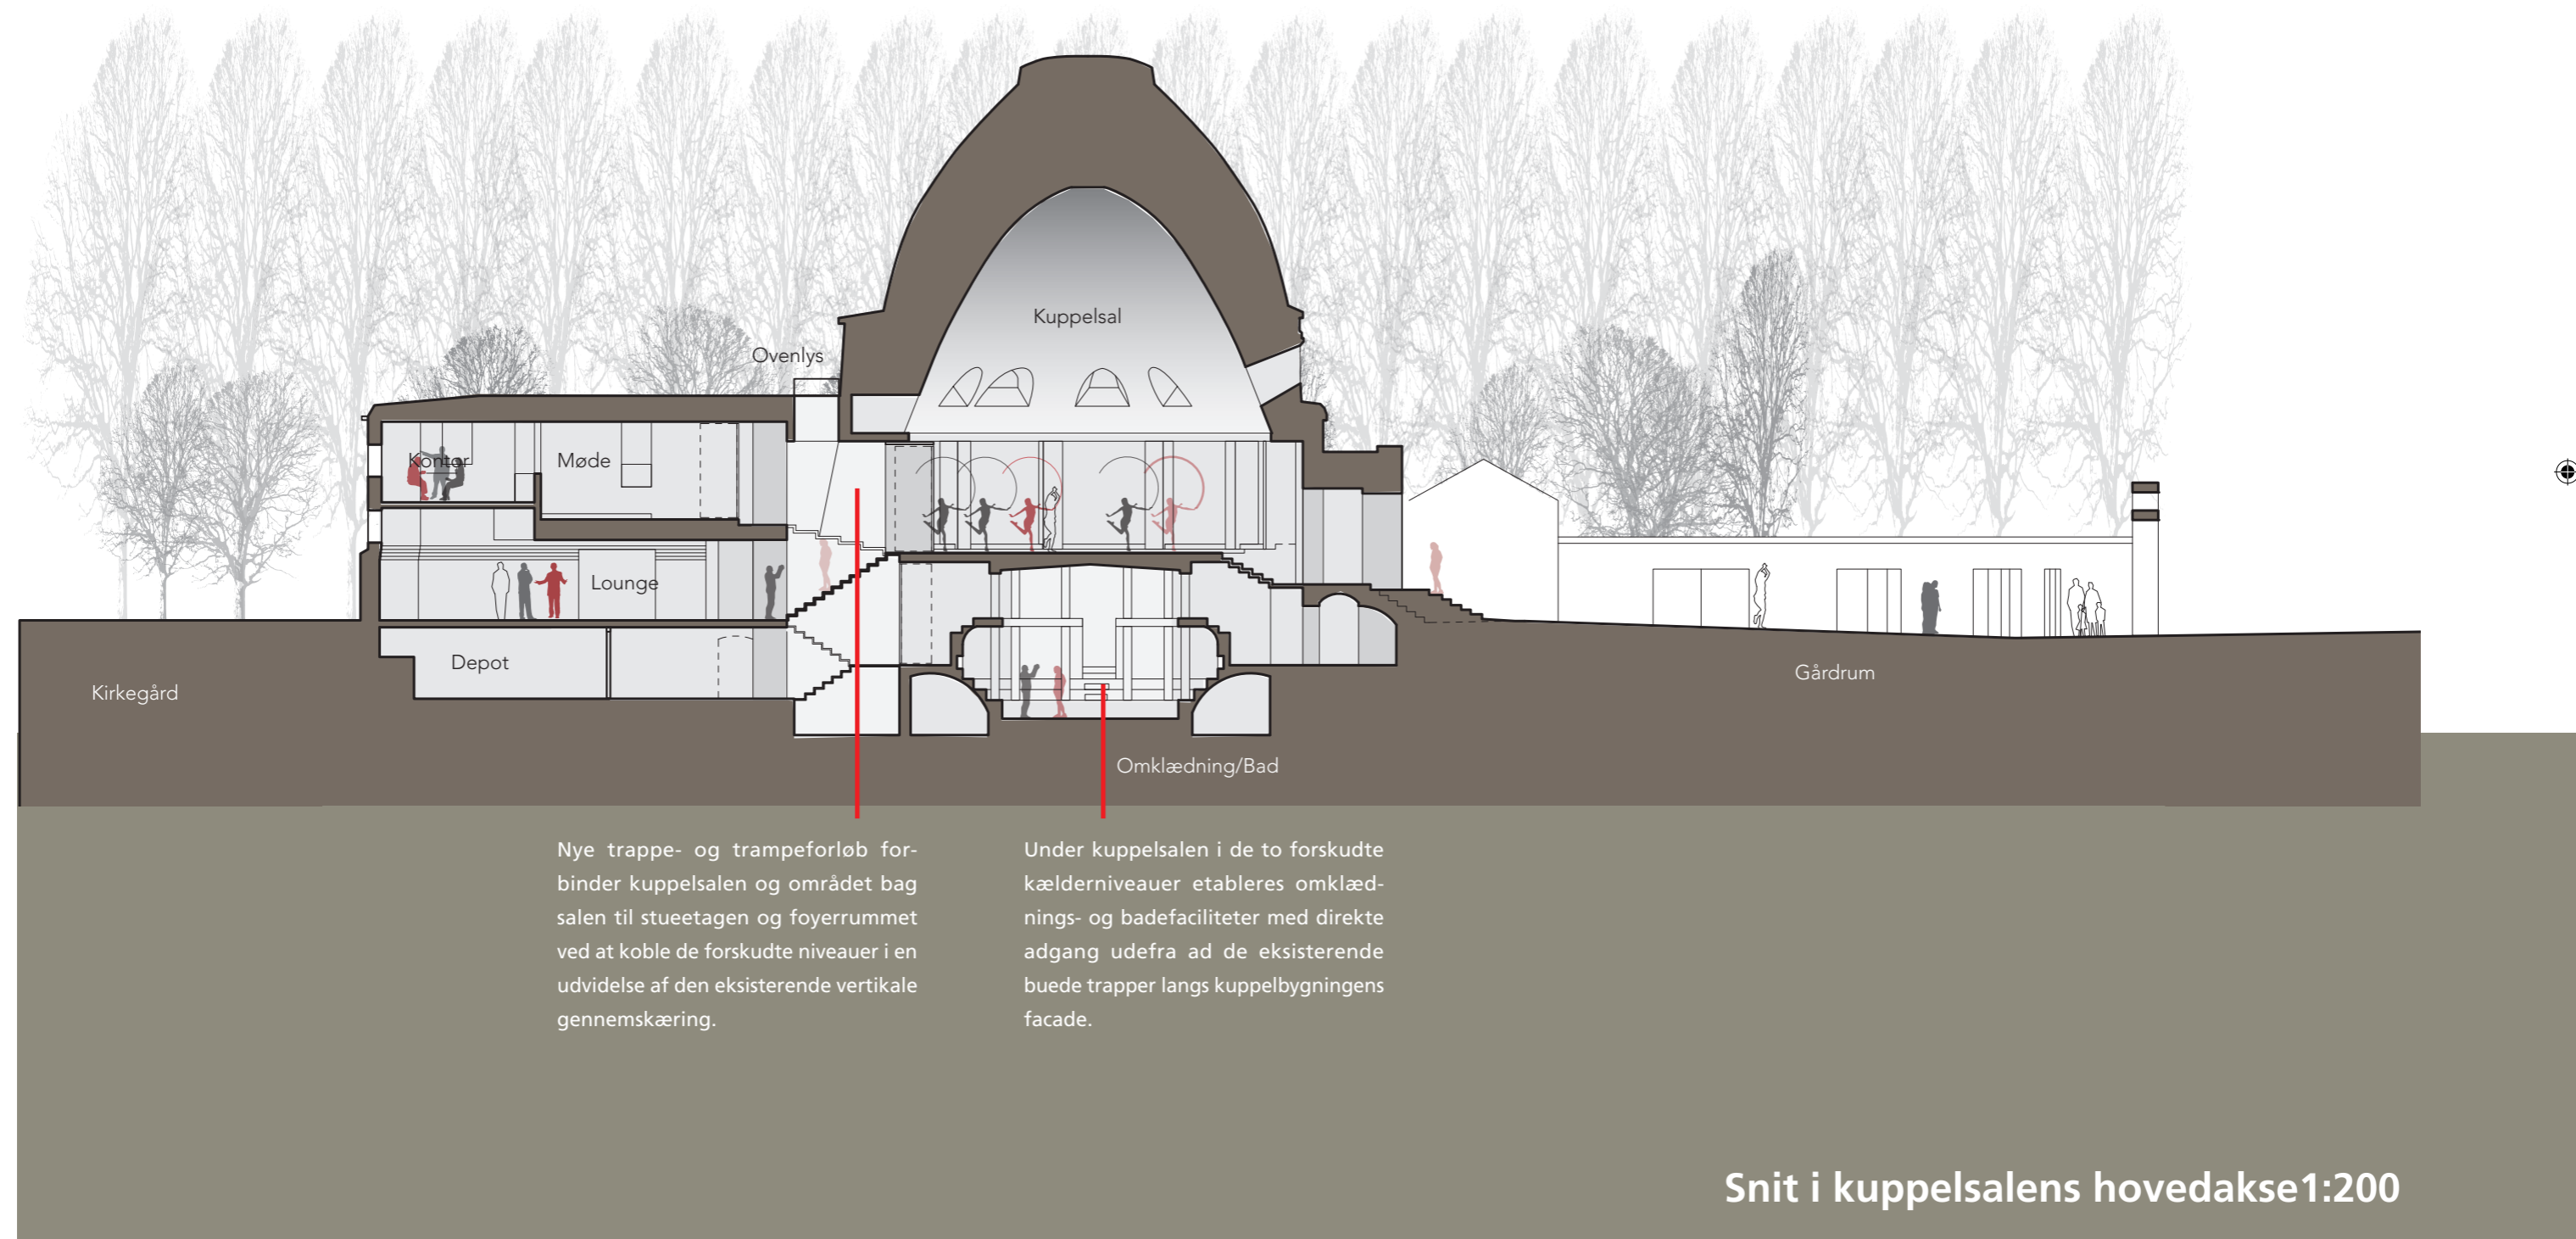 Kuppelsal
Ovenlys
Kontor
Møde
Lounge
Depot
Kirkegård
Gårdrum
Omklædning/Bad
Nye trappe- og trampeforløb for-
binder kuppelsalen og området bag
salen til stueetagen og foyerrummet
ved at koble de forskudte niveauer i en
udvidelse af den eksisterende vertikale
gennemskæring.
Under kuppelsalen i de to forskudte
kælderniveauer etableres omklæd-
nings- og badefaciliteter med direkte
adgang udefra ad de eksisterende
buede trapper langs kuppelbygningens
facade.
Snit i kuppelsalens hovedakse1:200